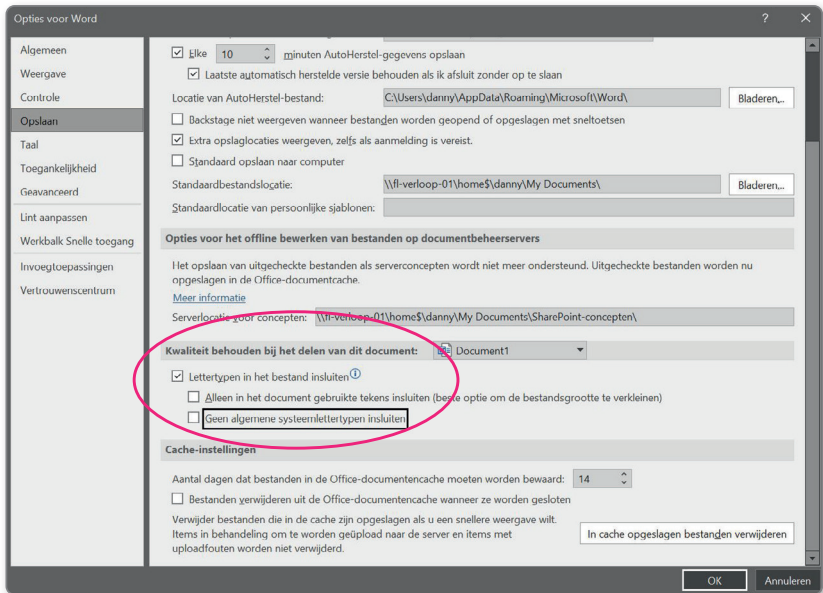 Opties voor Word
Algemeen
Weergave
Controle
Opslaan
Taal
Toegankelijkheid
Geavanceerd
Lint aanpassen
Werkbalk Snelle toegang
Invoegtoepassingen
Vertrouwenscentrum
Elke 10 minuten AutoHerstel-gegevens opslaan
Laatste automatisch herstelde versie behouden als ik afsluit zonder op te slaan
Locatie van AutoHerstel-bestand: C:\Users\danny\AppData\Roaming\Microsoft\Word\ Bladeren...
Backstage niet weergeven wanneer bestanden worden geopend of opgeslagen met sneltoetsen
Extra opslaglocaties weergeven, zelfs als aanmelding is vereist.
Standaard opslaan naar computer
Standaardbestandslocatie: \\fl-verloop-01\home$\danny\My Documents\ Bladeren...
Standaardlocatie van persoonlijke sjablonen:
Opties voor het offline bewerken van bestanden op documentbeheerservers
Het opslaan van uitgecheckte bestanden als serverconcepten wordt niet meer ondersteund. Uitgecheckte bestanden worden nu
opgeslagen in de Office-documentcache.
Meer informatie
Serverlocatie voor concepten: \\fl-verloop-01\home$\danny\My Documents\SharePoint-concepten\
Kwaliteit behouden bij het delen van dit document: Document1
Lettertypen in het bestand insluiten
Alleen in het document gebruikte tekens insluiten (beste optie om de bestandsgrootte te verkleinen)
Geen algemene systeemlettertypen insluiten
Cache-instellingen
Aantal dagen dat bestanden in de Office-documentencache moeten worden bewaard: 14
Bestanden verwijderen uit de Office-documentencache wanneer ze worden gesloten
Verwijder bestanden die in de cache zijn opgeslagen als u een snellere weergave wilt.
Items in behandeling om te worden geüpload naar de server en items met
uploadfouten worden niet verwijderd.
In cache opgeslagen bestanden verwijderen
OK Annuleren